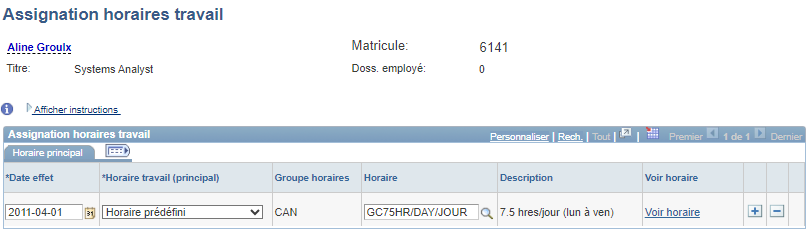 Assignation horaires travail
Aline Groulx Matricule: 6141
Titre: Systems Analyst Doss. employé: 0
Afficher instructions
Assignation horaires travail Personnaliser | Rech. | Tout | | Premier 1 de 1 Dernier
Horaire principal
*Date effet *Horaire travail (principal) Groupe horaires Horaire Description Voir horaire
2011-04-01 31 Horaire prédéfini CAN GC75HR/DAY/JOUR 7.5 hres/jour (lun à ven) Voir horaire